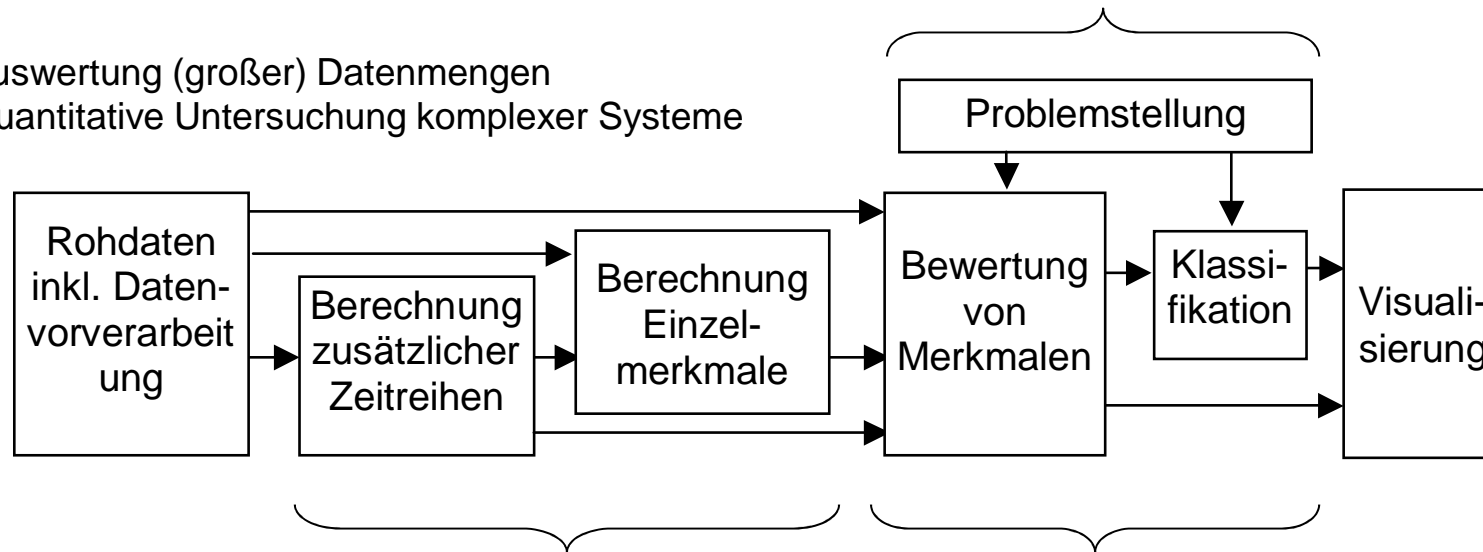 uswertung (großer) Datenmengen
uantitative Untersuchung komplexer Systeme
Problemstellung
Rohdaten
inkl. Daten-
vorverarbeit
ung
Berechnung
zusätzlicher
Zeitreihen
Berechnung
Einzel-
merkmale
Bewertung
von
Merkmalen
Klassi-
fikation
Visuali-
sierung